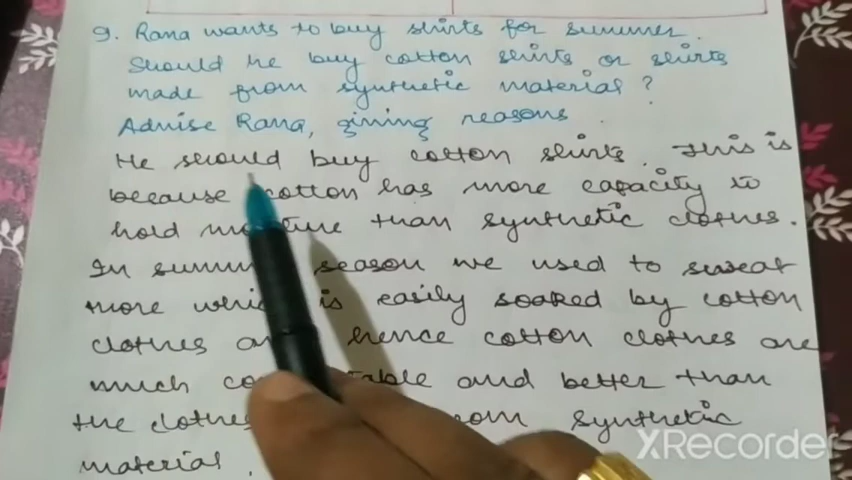 9. Rana wants to buy shirts for summer.
Should he buy cotton shirts or shirts
made from synthetic material?
Advise Rana, giving reasons.
He should buy cotton shirts. This is
because cotton has more capacity to
hold than synthetic clothes.
In season we used to sweat
more is easily soaked by cotton
clothes hence cotton clothes are
much and better than
the synthetic
material.
XRecorder